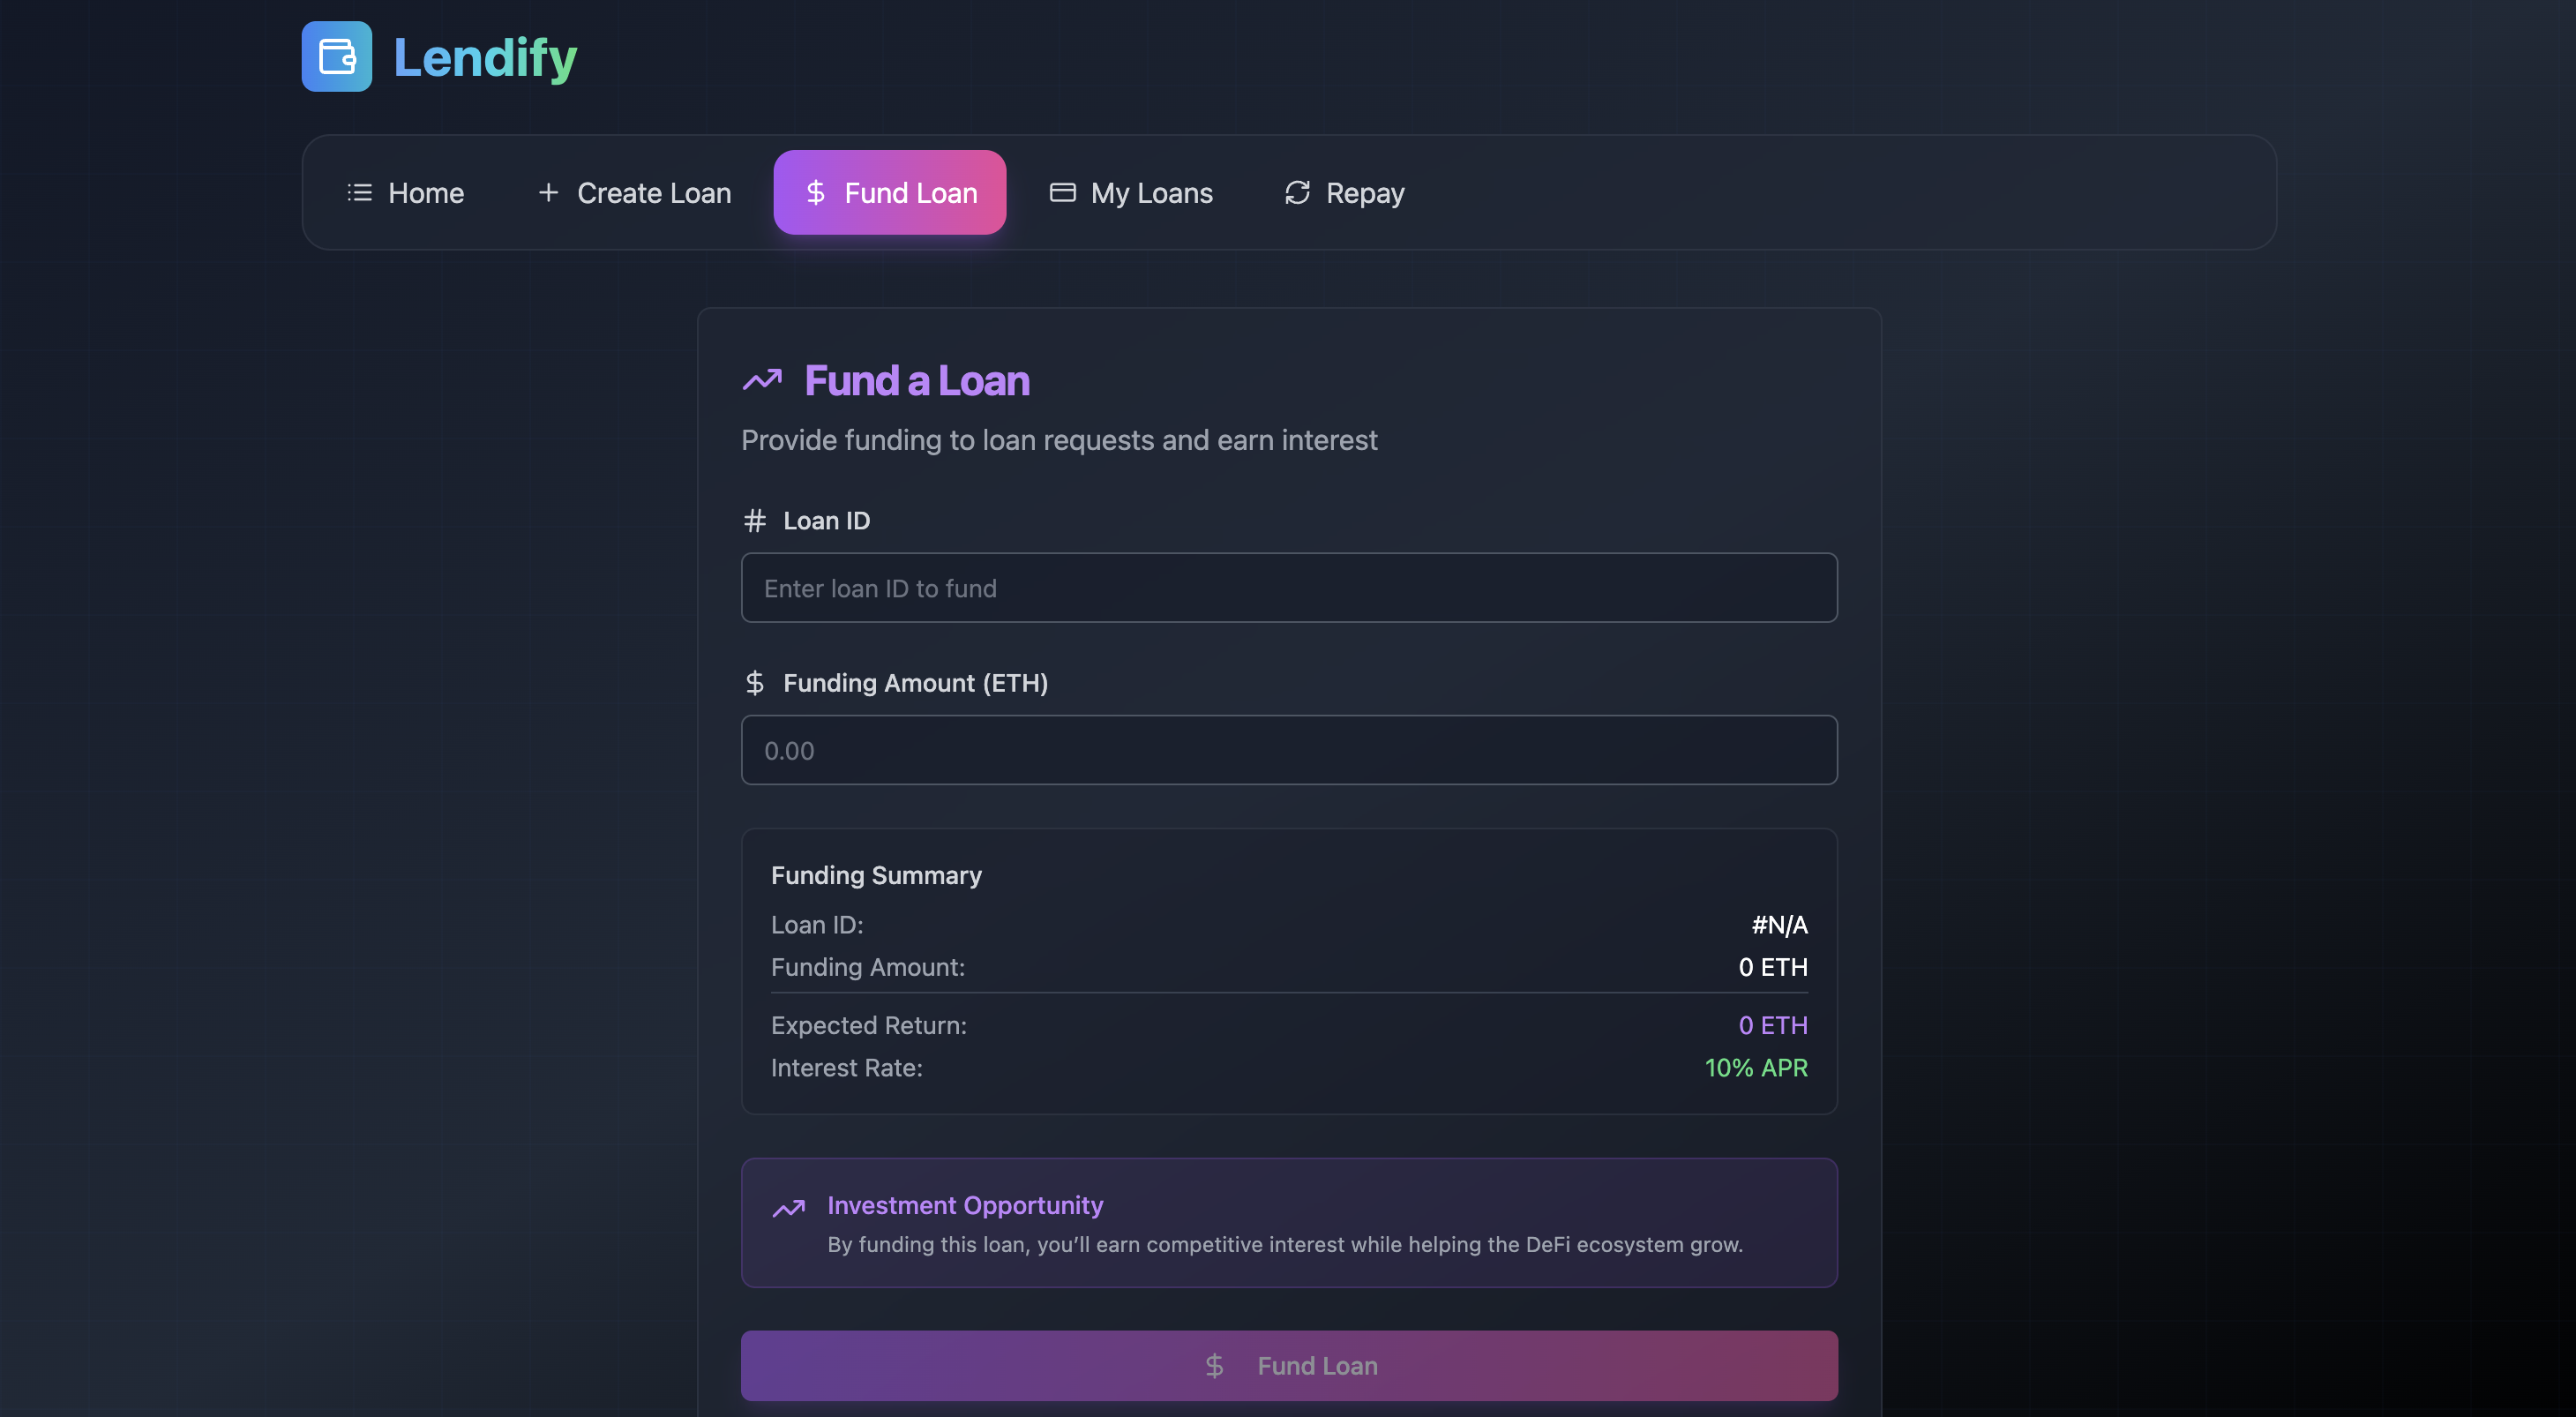 Lendify
Home Create Loan $ Fund Loan My Loans Repay
Fund a Loan
Provide funding to loan requests and earn interest
# Loan ID
Enter loan ID to fund
$ Funding Amount (ETH)
0.00
Funding Summary
Loan ID: #N/A
Funding Amount: 0 ETH
Expected Return: 0 ETH
Interest Rate: 10% APR
Investment Opportunity
By funding this loan, you’ll earn competitive interest while helping the DeFi ecosystem grow.
$ Fund Loan